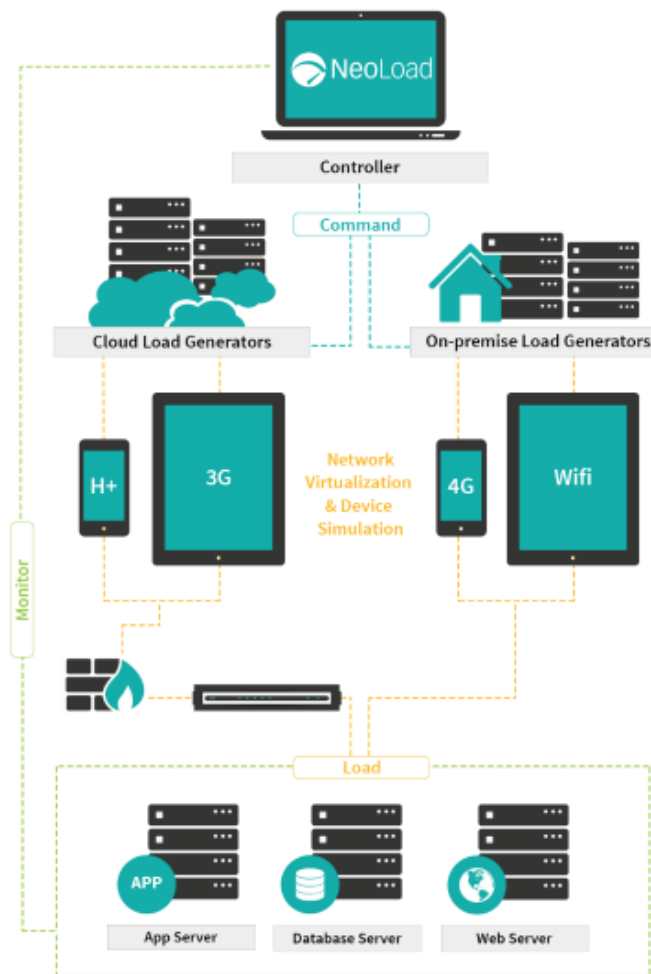 NeoLoad
Controller
Command
Cloud Load Generators
On-premise Load Generators
H+
3G
Network
Virtualization
& Device
Simulation
4G
Wifi
Monitor
Load
APP
App Server
Database Server
Web Server